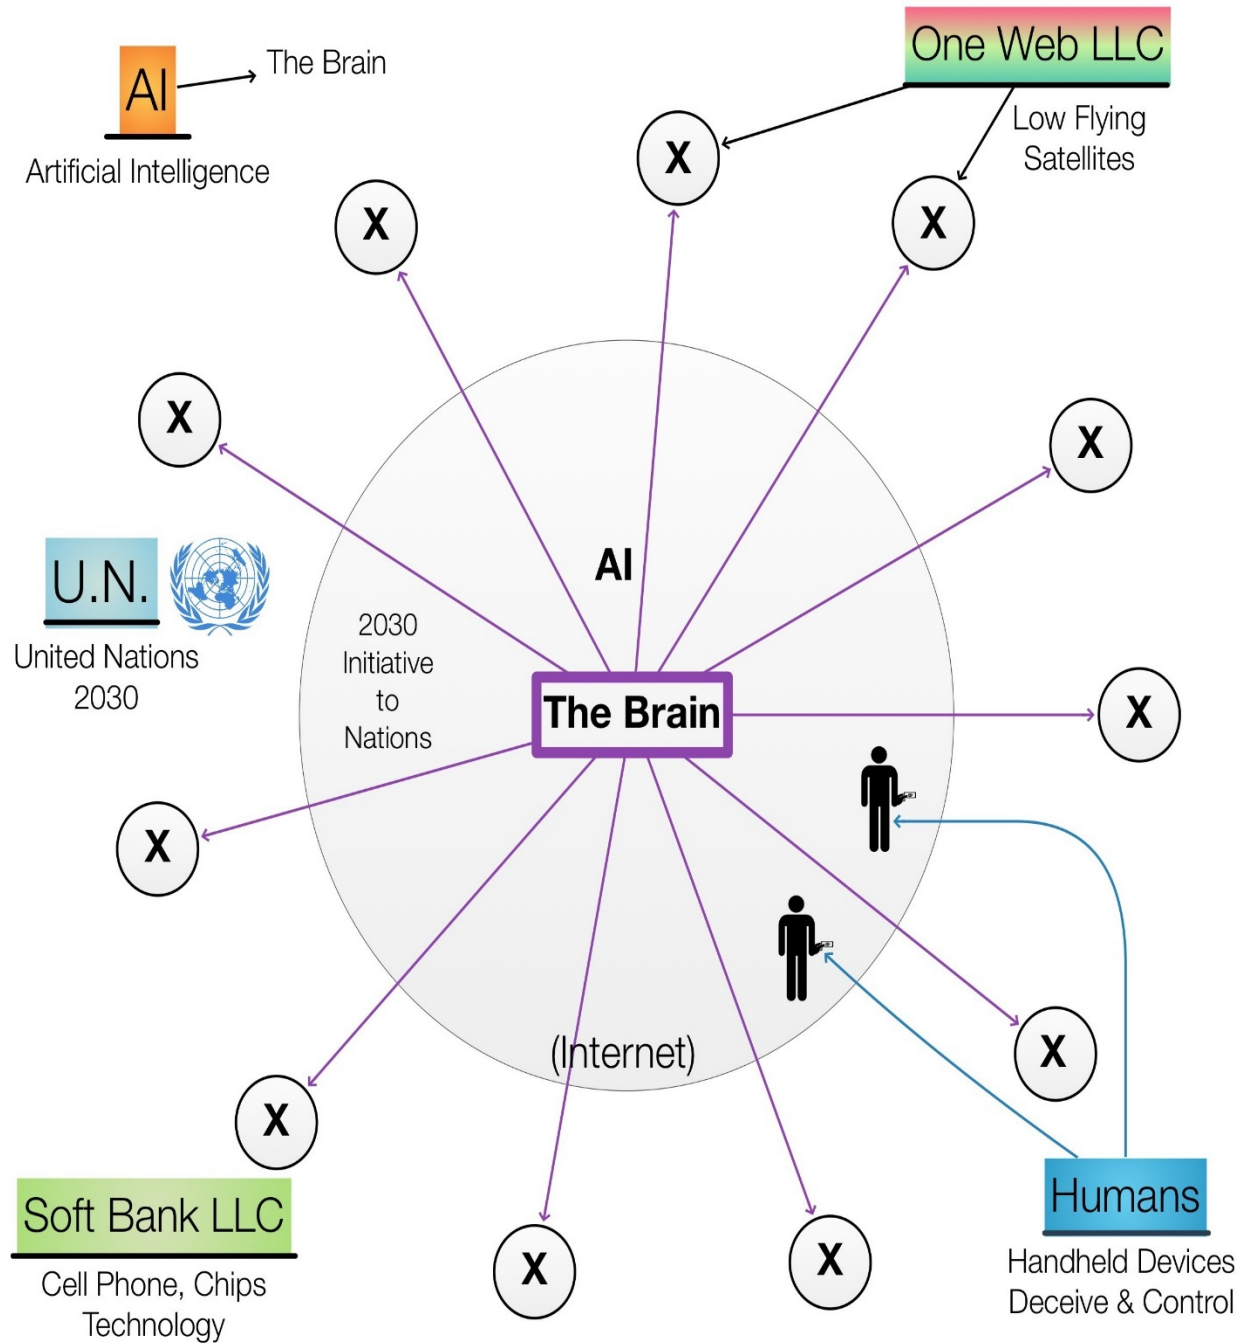 AI
The Brain
Artificial Intelligence
One Web LLC
Low Flying
Satellites
X
X
X
X
X
AI
U.N.
United Nations
2030
2030
Initiative
to
Nations
The Brain
X
X
X
(Internet)
X
Soft Bank LLC
Cell Phone, Chips
Technology
X
X
Humans
Handheld Devices
Deceive & Control